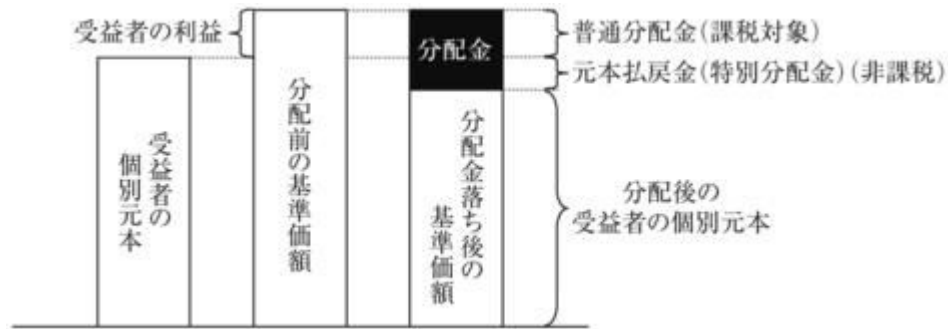 受益者の利益
受益者の
個別元本
分配前の基準価額
分配金
分配金落ち後の
基準価額
普通分配金(課税対象)
元本払戻金(特別分配金)(非課税)
分配後の
受益者の個別元本